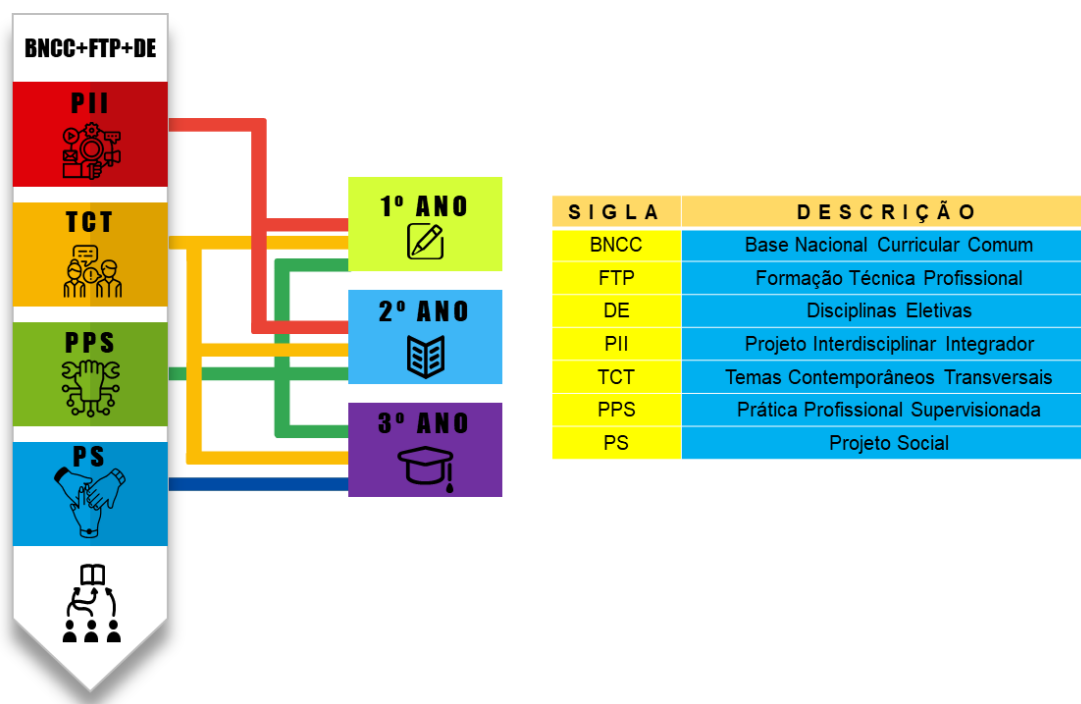 BNCC+FTP+DE
PII
TCT
PPS
PS
1º ANO
2º ANO
3º ANO
SIGLA DESCRIÇÃO
BNCC Base Nacional Curricular Comum
FTP Formação Técnica Profissional
DE Disciplinas Eletivas
PII Projeto Interdisciplinar Integrador
TCT Temas Contemporâneos Transversais
PPS Prática Profissional Supervisionada
PS Projeto Social